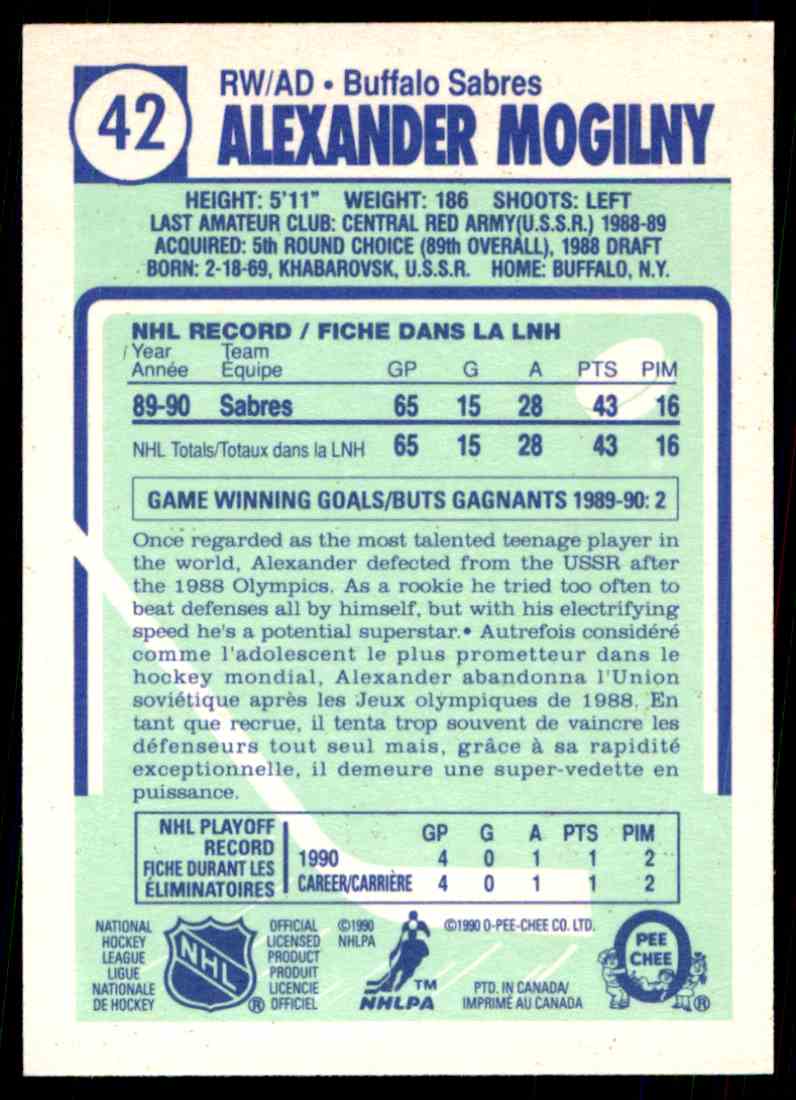 42
RW/AD • Buffalo Sabres
ALEXANDER MOGILNY
HEIGHT: 5'11" WEIGHT: 186 SHOOTS: LEFT
LAST AMATEUR CLUB: CENTRAL RED ARMY(U.S.S.R.) 1988-89
ACQUIRED: 5th ROUND CHOICE (89th OVERALL), 1988 DRAFT
BORN: 2-18-69, KHABAROVSK, U.S.S.R. HOME: BUFFALO, N.Y.
NHL RECORD / FICHE DANS LA LNH
Year Team
Année Équipe GP G A PTS PIM
89-90 Sabres 65 15 28 43 16
NHL Totals/Totaux dans la LNH 65 15 28 43 16
GAME WINNING GOALS/BUTS GAGNANTS 1989-90: 2
Once regarded as the most talented teenage player in
the world, Alexander defected from the USSR after
the 1988 Olympics. As a rookie he tried too often to
beat defenses all by himself, but with his electrifying
speed he's a potential superstar.• Autrefois considéré
comme l'adolescent le plus prometteur dans le
hockey mondial, Alexander abandonna l'Union
soviétique après les Jeux olympiques de 1988. En
tant que recrue, il tenta trop souvent de vaincre les
défenseurs tout seul mais, grâce à sa rapidité
exceptionnelle, il demeure une super-vedette en
puissance.
NHL PLAYOFF
RECORD
FICHE DURANT LES
ÉLIMINATOIRES
GP G A PTS PIM
1990 4 0 1 1 2
CAREER/CARRIÈRE 4 0 1 1 2
NATIONAL
HOCKEY
LEAGUE
LIGUE
NATIONALE
DE HOCKEY
NHL
®
OFFICIAL
LICENSED
PRODUCT
PRODUIT
LICENCIE
OFFICIEL
©1990
NHLPA
TM
NHLPA
©1990 O-PEE-CHEE CO. LTD.
PTD. IN CANADA/
IMPRIMÉ AU CANADA
O
PEE
CHEE
®